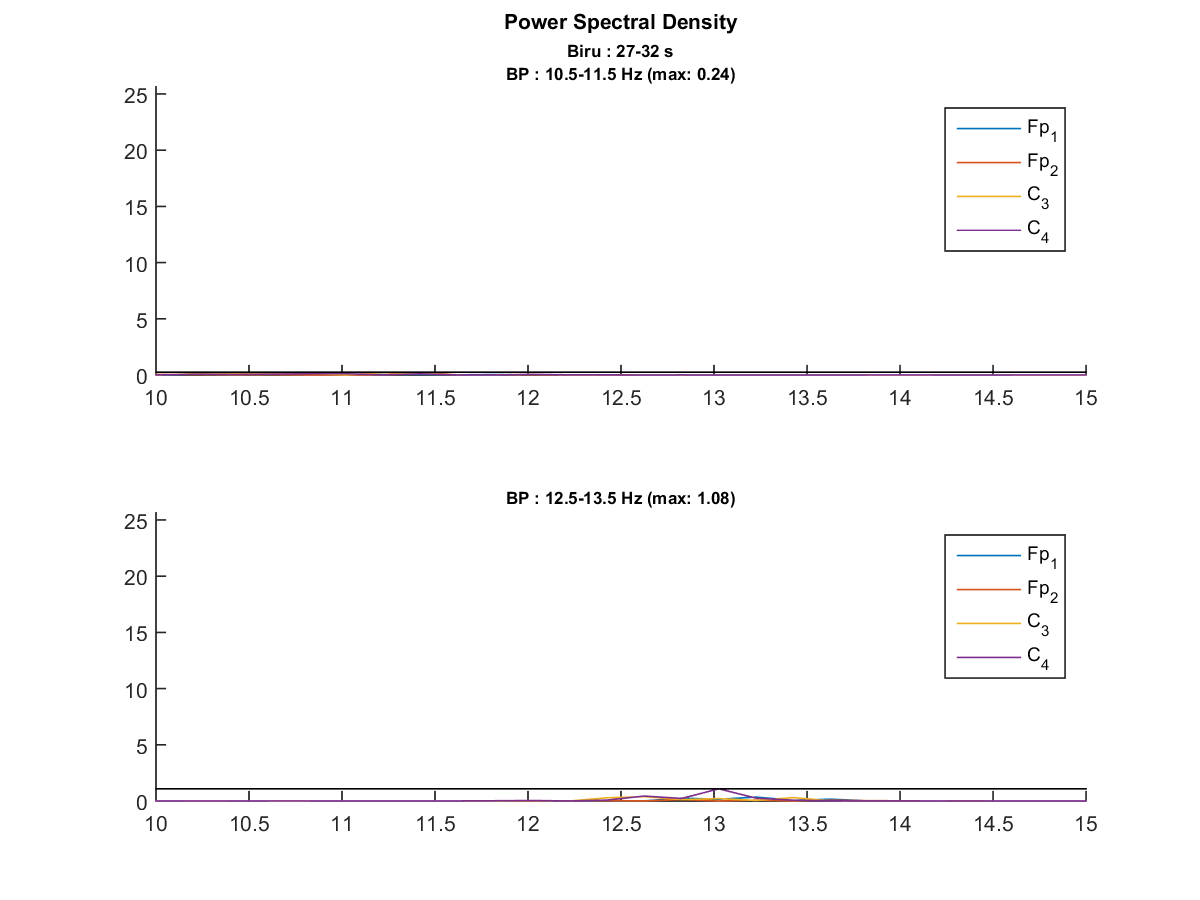 Power Spectral Density
Biru : 27-32 s
BP : 10.5-11.5 Hz (max: 0.24)
25
20
15
10
5
0
10 10.5 11 11.5 12 12.5 13 13.5 14 14.5 15
Fp1
Fp2
C3
C4
BP : 12.5-13.5 Hz (max: 1.08)
25
20
15
10
5
0
10 10.5 11 11.5 12 12.5 13 13.5 14 14.5 15
Fp1
Fp2
C3
C4